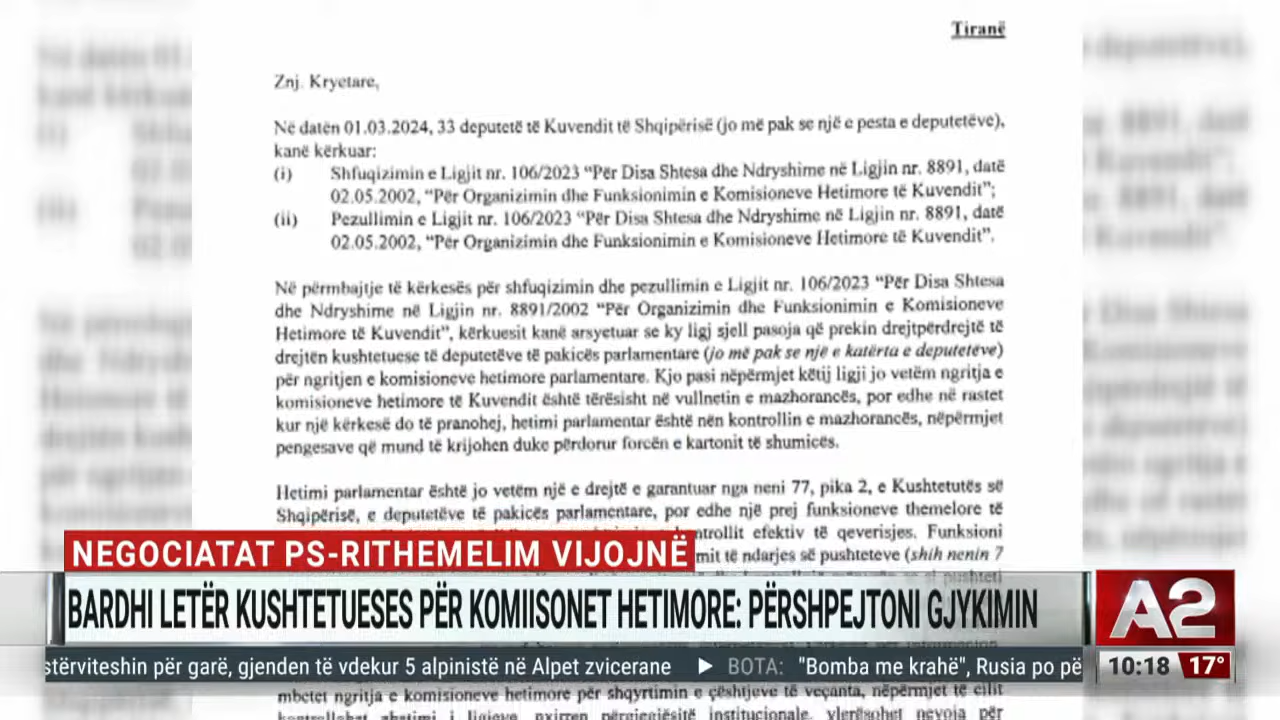 Tiranë
Znj. Kryetare,
Në datën 01.03.2024, 33 deputetë të Kuvendit të Shqipërisë (jo më pak se një e pesta e deputetëve),
kanë kërkuar:
(i) Shfuqizimin e Ligjit nr. 106/2023 “Për Disa Shtesa dhe Ndryshime në Ligjin nr. 8891, datë
02.05.2002, “Për Organizimin dhe Funksionimin e Komisioneve Hetimore të Kuvendit”;
(ii) Pezullimin e Ligjit nr. 106/2023 “Për Disa Shtesa dhe Ndryshime në Ligjin nr. 8891, datë
02.05.2002, “Për Organizimin dhe Funksionimin e Komisioneve Hetimore të Kuvendit”.
Në përmbajtje të kërkesës për shfuqizimin dhe pezullimin e Ligjit nr. 106/2023 “Për Disa Shtesa
dhe Ndryshime në Ligjin nr. 8891/2002 “Për Organizimin dhe Funksionimin e Komisioneve
Hetimore të Kuvendit”, kërkuesit kanë arsyetuar se ky ligj sjell pasoja që prekin drejtpërdrejtë të
drejtën kushtetuese të deputetëve të pakicës parlamentare (jo më pak se një e katërta e deputetëve)
për ngritjen e komisioneve hetimore parlamentare. Kjo pasi nëpërmjet këtij ligji jo vetëm ngritja e
komisioneve hetimore të Kuvendit është tërësisht në vullnetin e mazhorancës, por edhe në rastet
kur një kërkesë do të pranohej, hetimi parlamentar është nën kontrollin e mazhorancës, nëpërmjet
pengesave që mund të krijohen duke përdorur forcën e kartonit të shumicës.
Hetimi parlamentar është jo vetëm një e drejtë e garantuar nga neni 77, pika 2, e Kushtetutës së
Shqipërisë, e deputetëve të pakicës parlamentare, por edhe një prej funksioneve themelore të
ntrollit efektiv të qeverisjes. Funksioni
mit të ndarjes së pushteteve (shih nenin 7
NEGOCIATAT PS-RITHEMELIM VIJOJNË
BARDHI LETËR KUSHTETUESES PËR KOMIISONET HETIMORE: PËRSHPEJTONI GJYKIMIN
A2
stërviteshin për garë, gjenden të vdekur 5 alpinistë në Alpet zvicerane ▶ BOTA: "Bomba me krahë", Rusia po pë
10:18 17°
mbetet ngritja e komisioneve hetimore për shqyrtimin e çështjeve të veçanta, nëpërmjet të cilit